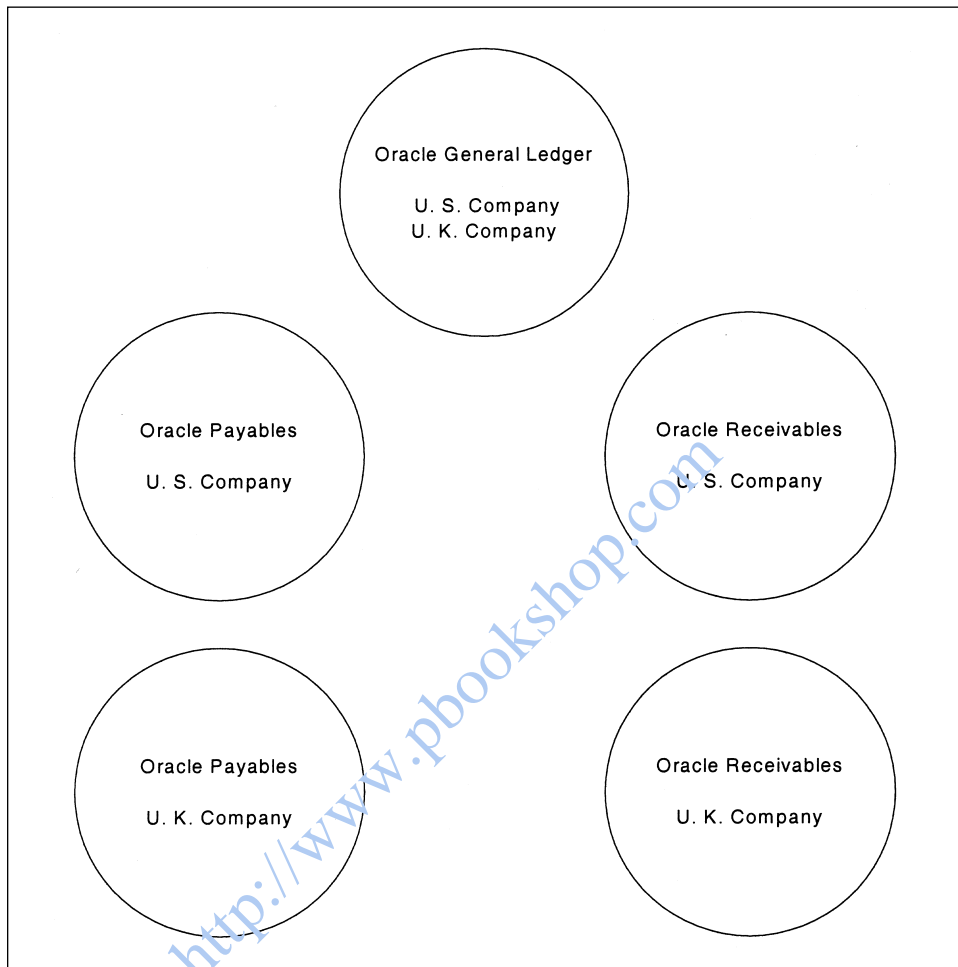 Oracle General Ledger
U. S. Company
U. K. Company
Oracle Payables
U. S. Company
Oracle Receivables
U. S. Company
Oracle Payables
U. K. Company
Oracle Receivables
U. K. Company
http://www.pbookshop.com